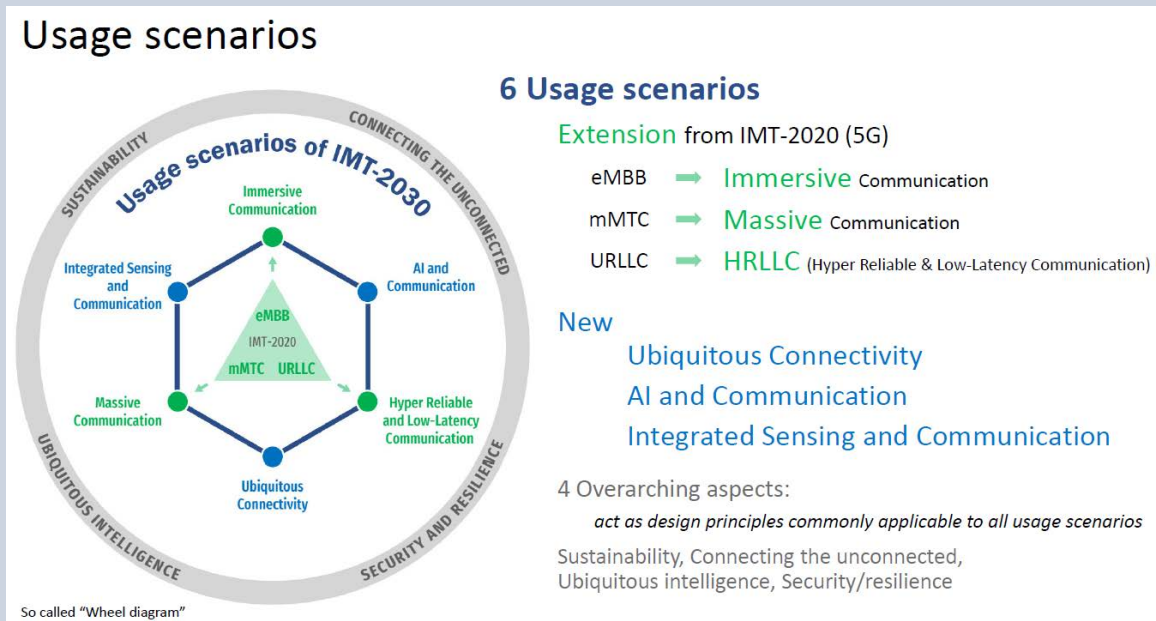 Usage scenarios
SUSTAINABILITY
CONNECTING THE UNCONNECTED
UBIQUITOUS INTELLIGENCE
SECURITY AND RESILIENCE
Usage scenarios of IMT-2030
Immersive
Communication
Integrated Sensing
and
Communication
AI and
Communication
eMBB
IMT-2020
mMTC URLLC
Massive
Communication
Hyper Reliable
and Low-Latency
Communication
Ubiquitous
Connectivity
So called “Wheel diagram”
6 Usage scenarios
Extension from IMT-2020 (5G)
eMBB Immersive Communication
mMTC Massive Communication
URLLC HRLLC (Hyper Reliable & Low-Latency Communication)
New
Ubiquitous Connectivity
AI and Communication
Integrated Sensing and Communication
4 Overarching aspects:
act as design principles commonly applicable to all usage scenarios
Sustainability, Connecting the unconnected,
Ubiquitous intelligence, Security/resilience